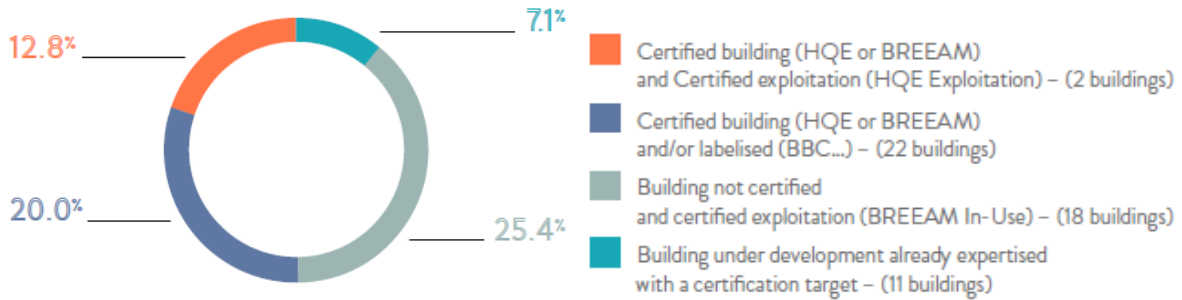 7.1%
12.8%
20.0%
25.4%
Certified building (HQE or BREEAM)
and Certified exploitation (HQE Exploitation) – (2 buildings)
Certified building (HQE or BREEAM)
and/or labelised (BBC...) – (22 buildings)
Building not certified
and certified exploitation (BREEAM In-Use) – (18 buildings)
Building under development already expertised
with a certification target – (11 buildings)